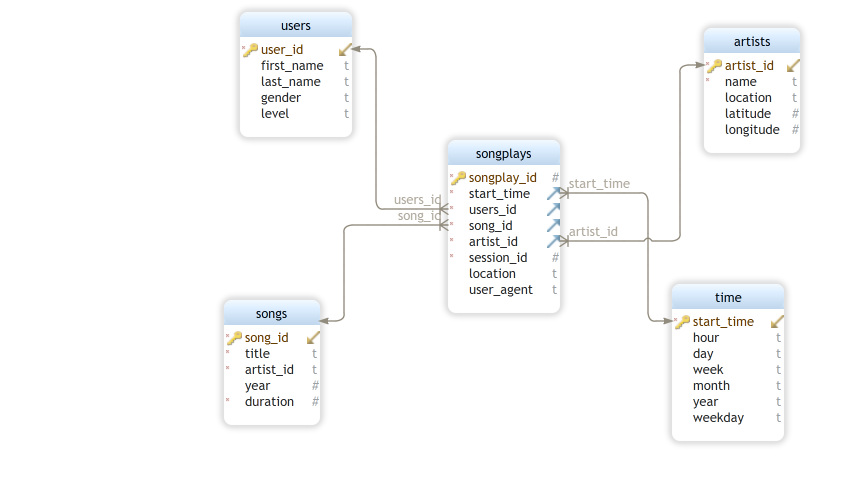 users
user_id
first_name t
last_name t
gender t
level t
artists
artist_id
name t
location t
latitude #
longitude #
songplays
songplay_id #
start_time
users_id
song_id
artist_id
session_id #
location t
user_agent t
users_id
song_id
start_time
artist_id
songs
song_id
title t
artist_id t
year #
duration #
time
start_time
hour t
day t
week t
month t
year t
weekday t